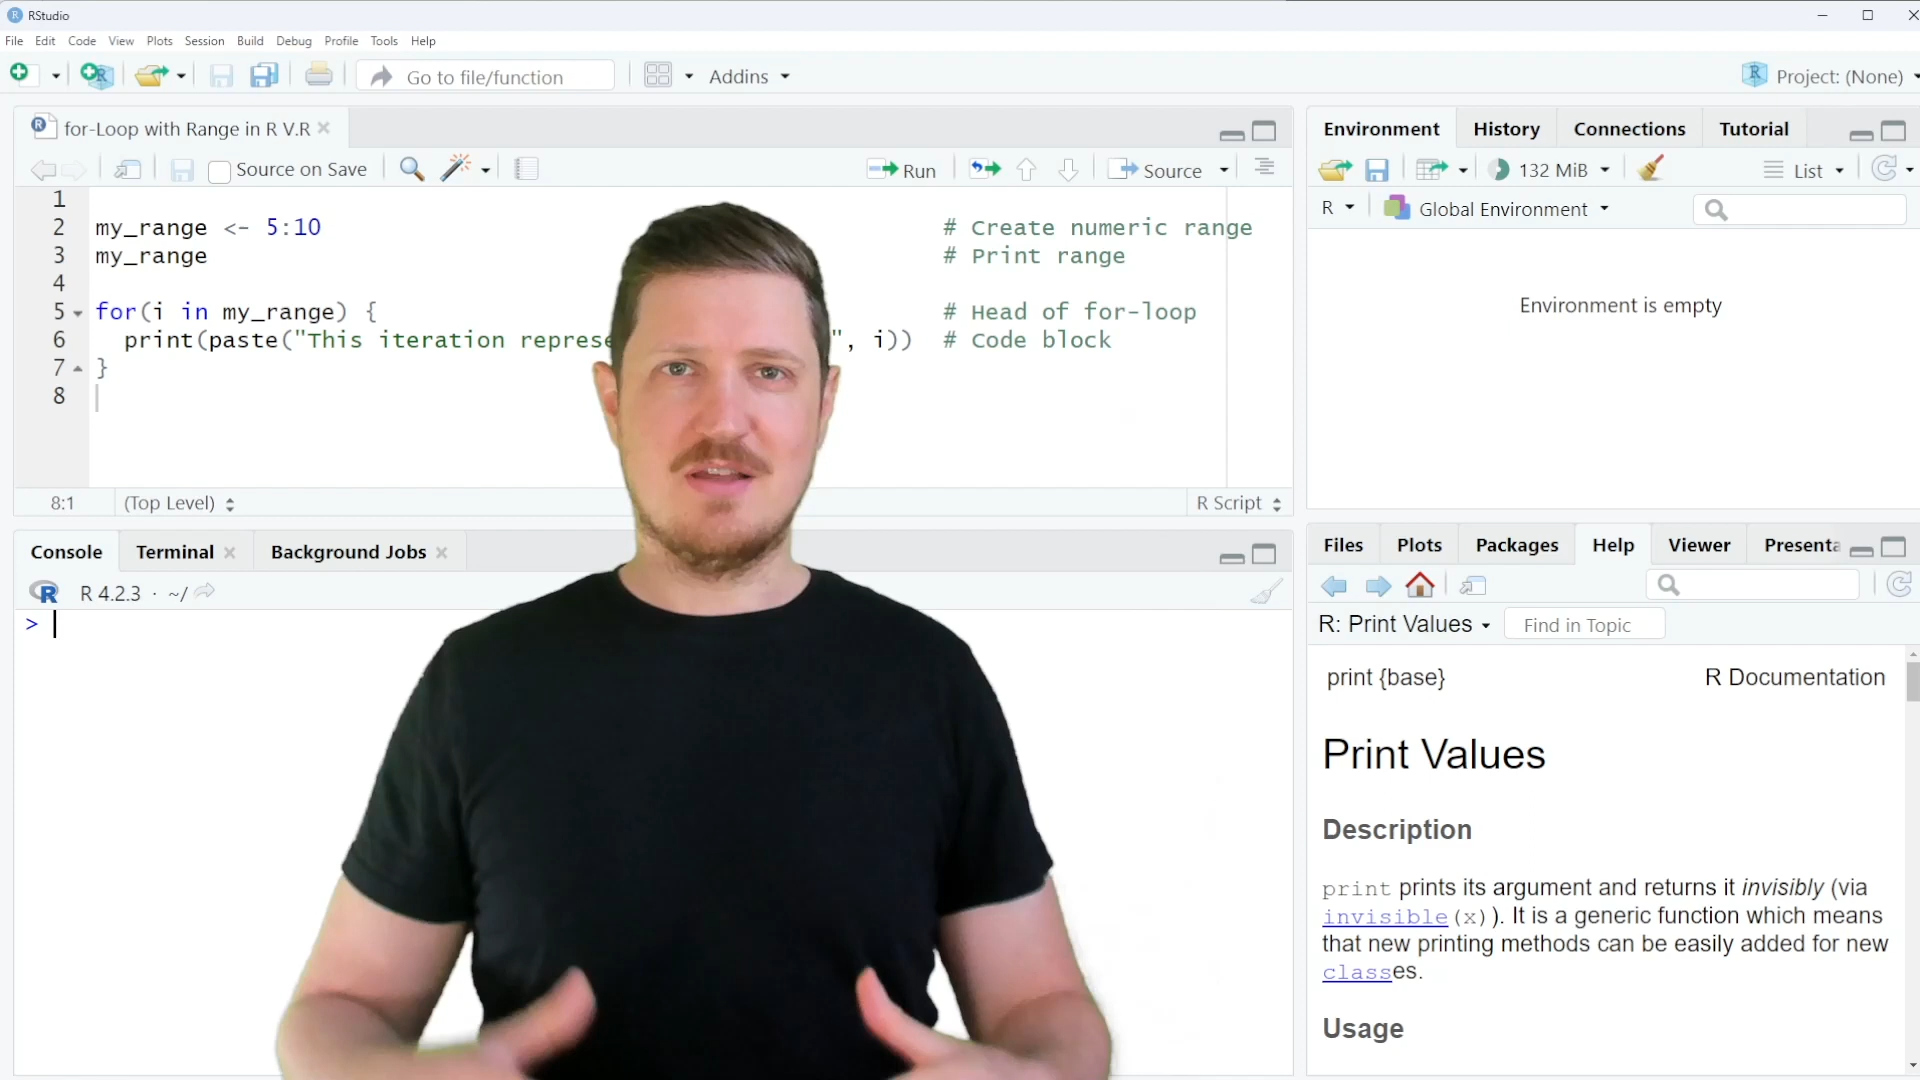 RStudio
File Edit Code View Plots Session Build Debug Profile Tools Help
Go to file/function Addins Project: (None)
for-Loop with Range in R V.R
Source on Save Run Source
1
2 my_range <- 5:10 # Create numeric range
3 my_range # Print range
4
5 for(i in my_range) { # Head of for-loop
6 print(paste("This iteration represe ", i)) # Code block
7 }
8
8:1 (Top Level) R Script
Console Terminal Background Jobs
R 4.2.3 · ~/
>
Environment History Connections Tutorial
132 MiB List
R Global Environment
Environment is empty
Files Plots Packages Help Viewer Presenta
R: Print Values Find in Topic
print {base} R Documentation
Print Values
Description
print prints its argument and returns it invisibly (via
invisible(x)). It is a generic function which means
that new printing methods can be easily added for new
classes.
Usage